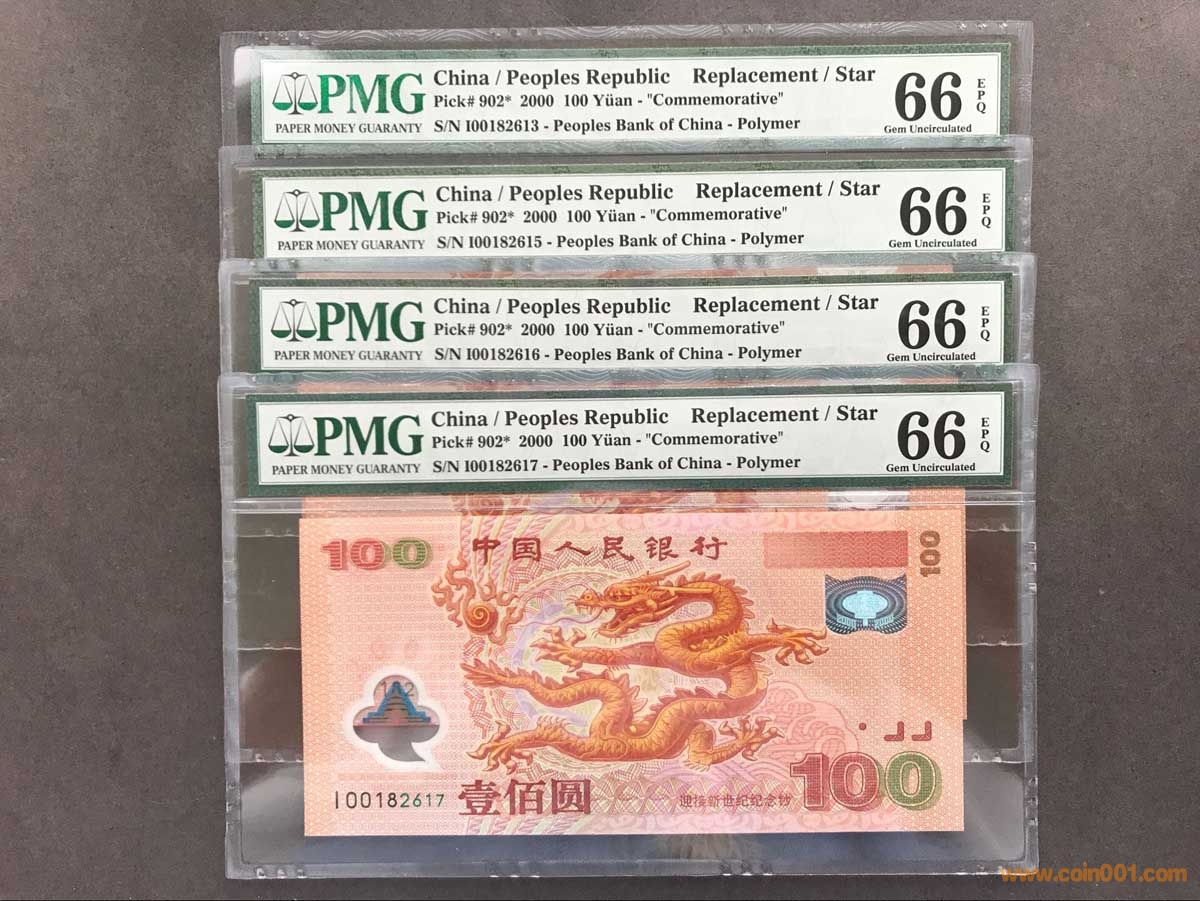 PMG
PAPER MONEY GUARANTY
China / Peoples Republic Replacement / Star
Pick# 902* 2000 100 Yüan - "Commemorative"
S/N I00182613 - Peoples Bank of China - Polymer
66
EPQ
Gem Uncirculated
PMG
PAPER MONEY GUARANTY
China / Peoples Republic Replacement / Star
Pick# 902* 2000 100 Yüan - "Commemorative"
S/N I00182615 - Peoples Bank of China - Polymer
66
EPQ
Gem Uncirculated
PMG
PAPER MONEY GUARANTY
China / Peoples Republic Replacement / Star
Pick# 902* 2000 100 Yüan - "Commemorative"
S/N I00182616 - Peoples Bank of China - Polymer
66
EPQ
Gem Uncirculated
PMG
PAPER MONEY GUARANTY
China / Peoples Republic Replacement / Star
Pick# 902* 2000 100 Yüan - "Commemorative"
S/N I00182617 - Peoples Bank of China - Polymer
66
EPQ
Gem Uncirculated
100
中国人民银行
100
I00182617
壹佰圆
迎接新世纪纪念钞
100
www.coin001.com